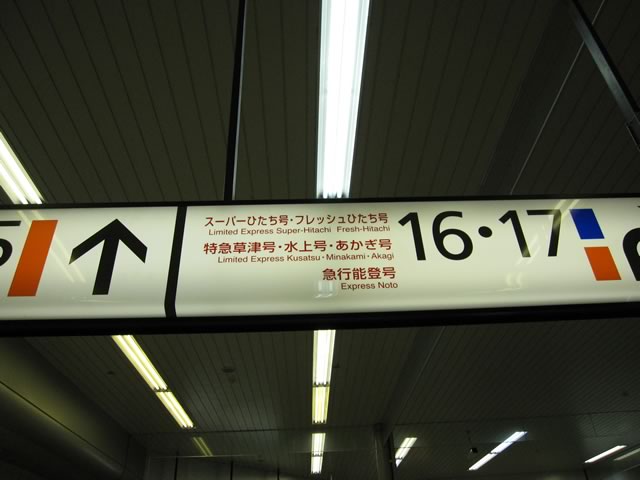 スーパーひたち号・フレッシュひたち号
Limited Express Super-Hitachi Fresh-Hitachi
特急草津号・水上号・あかぎ号
Limited Express Kusatsu・Minakami・Akagi
急行能登号
Express Noto
16・17